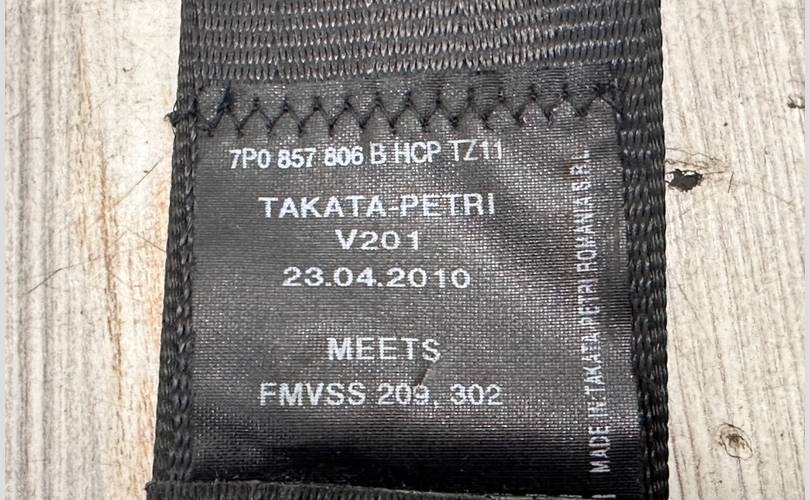 7P0 857 806 B HCP TZ11
TAKATA-PETRI
V201
23.04.2010
MEETS
FMVSS 209, 302
MADE IN TAKATA PETRI ROMANIA S.R.L.